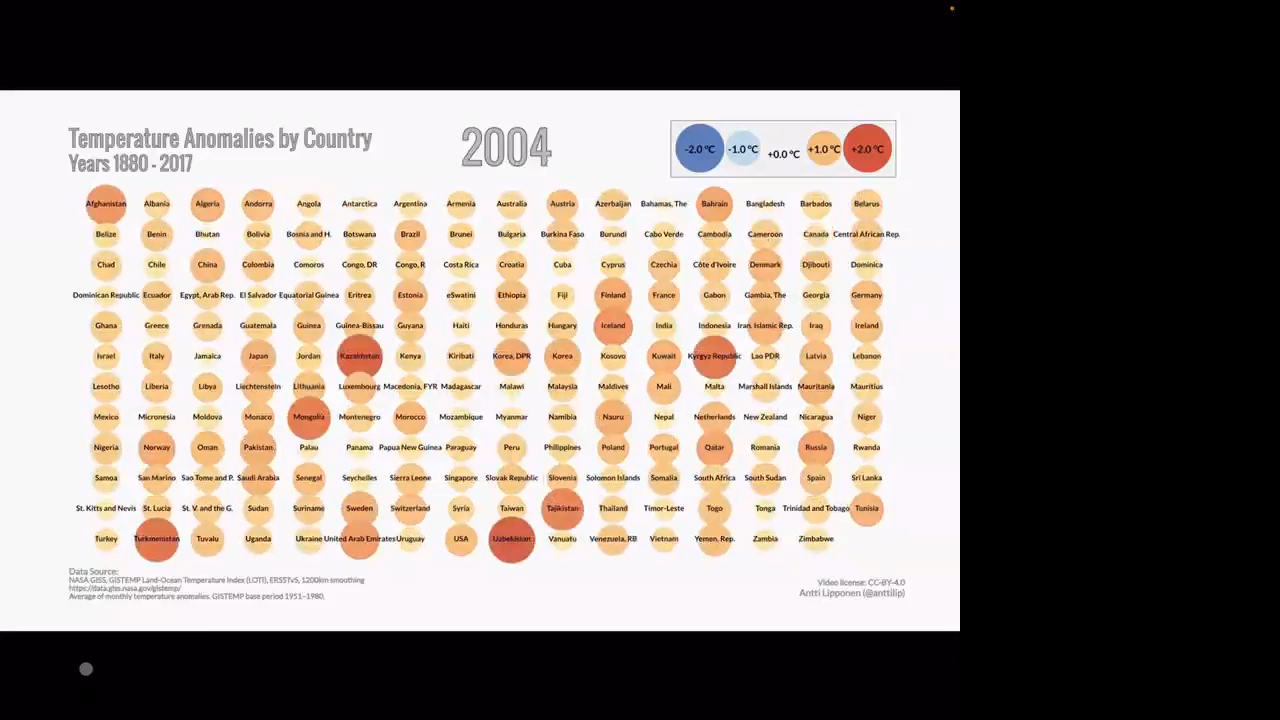 Temperature Anomalies by Country
Years 1880 - 2017
2004
-2.0 °C -1.0 °C +0.0 °C +1.0 °C +2.0 °C
Afghanistan Albania Algeria Andorra Angola Antarctica Argentina Armenia Australia Austria Azerbaijan Bahamas, The Bahrain Bangladesh Barbados Belarus
Belize Benin Bhutan Bolivia Bosnia and H. Botswana Brazil Brunei Bulgaria Burkina Faso Burundi Cabo Verde Cambodia Cameroon Canada Central African Rep.
Chad Chile China Colombia Comoros Congo, DR Congo, R Costa Rica Croatia Cuba Cyprus Czechia Côte d'Ivoire Denmark Djibouti Dominica
Dominican Republic Ecuador Egypt, Arab Rep. El Salvador Equatorial Guinea Eritrea Estonia eSwatini Ethiopia Fiji Finland France Gabon Gambia, The Georgia Germany
Ghana Greece Grenada Guatemala Guinea Guinea-Bissau Guyana Haiti Honduras Hungary Iceland India Indonesia Iran, Islamic Rep. Iraq Ireland
Israel Italy Jamaica Japan Jordan Kazakhstan Kenya Kiribati Korea, DPR Korea Kosovo Kuwait Kyrgyz Republic Lao PDR Latvia Lebanon
Lesotho Liberia Libya Liechtenstein Lithuania Luxembourg Macedonia, FYR Madagascar Malawi Malaysia Maldives Mali Malta Marshall Islands Mauritania Mauritius
Mexico Micronesia Moldova Monaco Mongolia Montenegro Morocco Mozambique Myanmar Namibia Nauru Nepal Netherlands New Zealand Nicaragua Niger
Nigeria Norway Oman Pakistan Palau Panama Papua New Guinea Paraguay Peru Philippines Poland Portugal Qatar Romania Russia Rwanda
Samoa San Marino Sao Tome and P. Saudi Arabia Senegal Seychelles Sierra Leone Singapore Slovak Republic Slovenia Solomon Islands Somalia South Africa South Sudan Spain Sri Lanka
St. Kitts and Nevis St. Lucia St. V. and the G. Sudan Suriname Sweden Switzerland Syria Taiwan Tajikistan Thailand Timor-Leste Togo Tonga Trinidad and Tobago Tunisia
Turkey Turkmenistan Tuvalu Uganda Ukraine United Arab Emirates Uruguay USA Uzbekistan Vanuatu Venezuela, RB Vietnam Yemen, Rep. Zambia Zimbabwe
Data Source:
NASA GISS, GISTEMP Land-Ocean Temperature Index (LOTI), ERSSTv5, 1200km smoothing
https://data.giss.nasa.gov/gistemp/
Average of monthly temperature anomalies. GISTEMP base period 1951-1980.
Video license: CC-BY-4.0
Antti Lipponen (@anttilip)